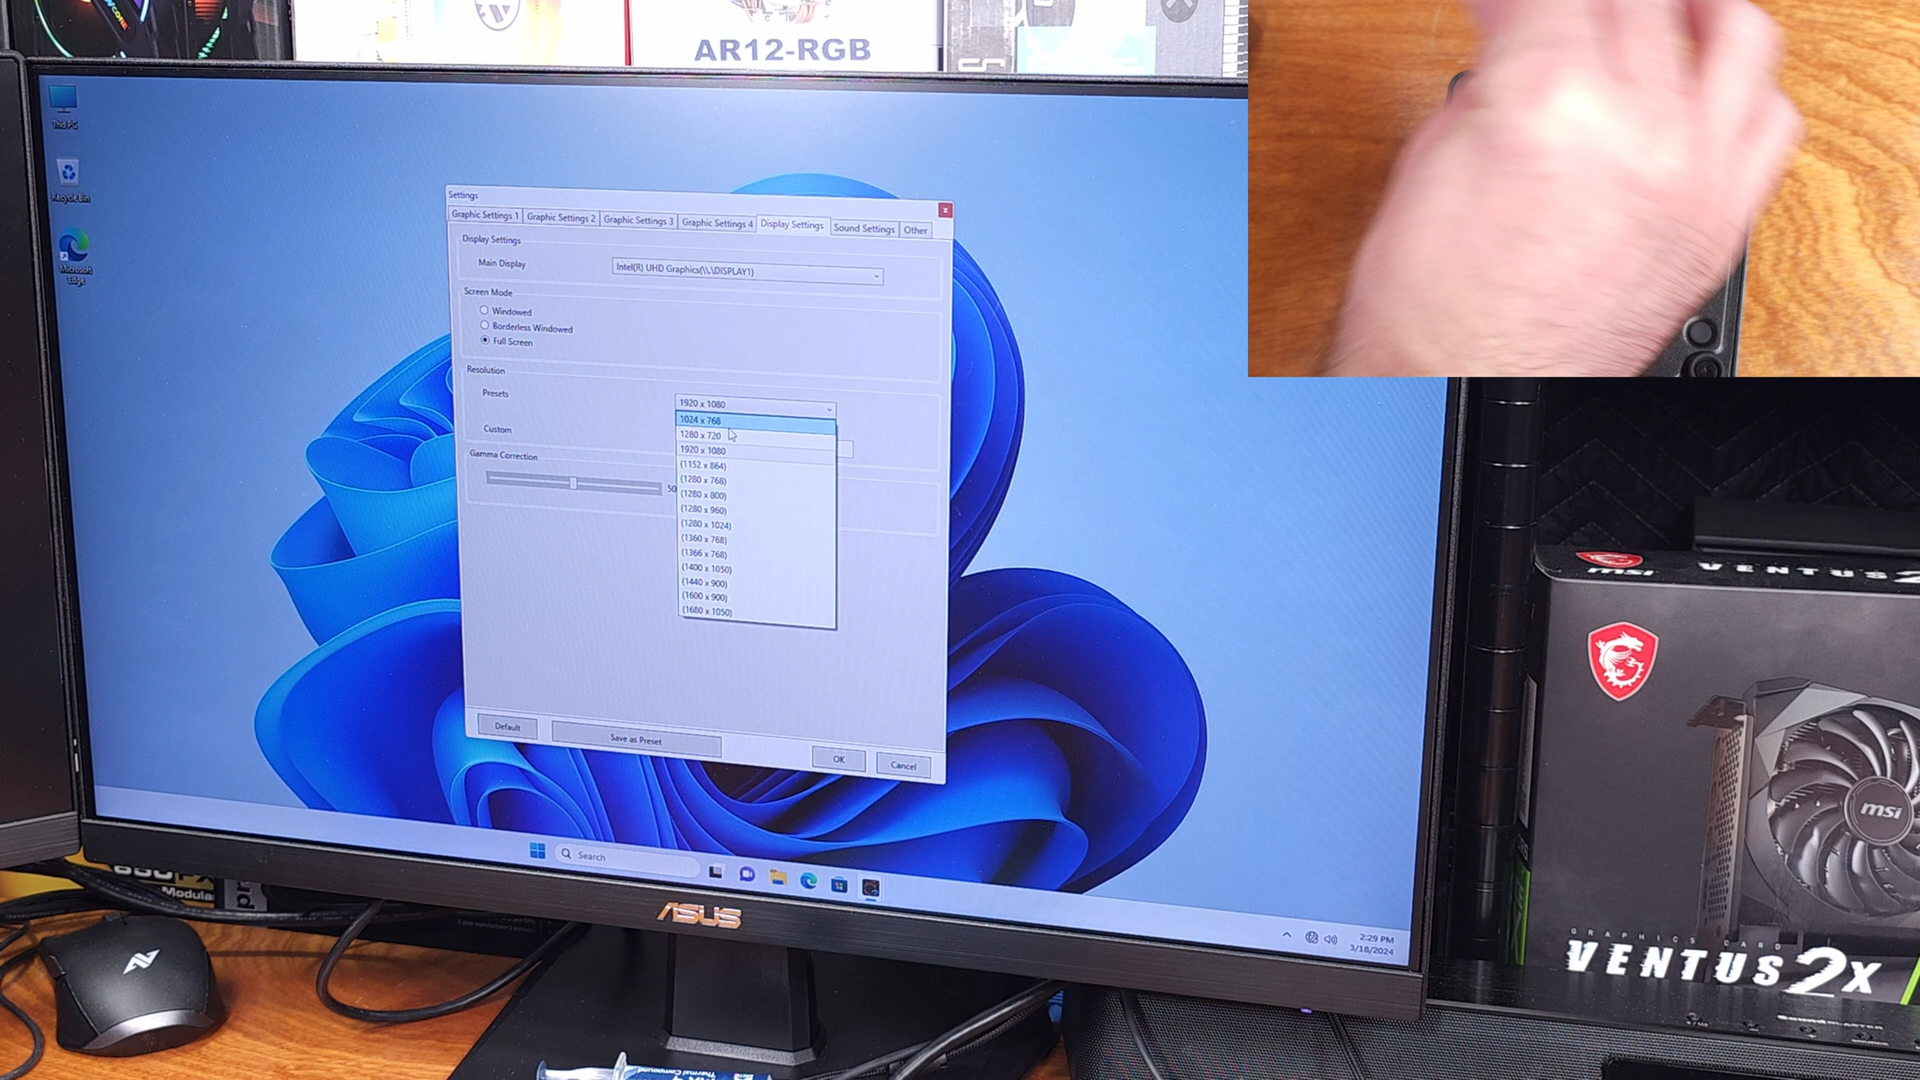 AR12-RGB
This PC
Recycle Bin
Microsoft
Edge
Settings
Graphic Settings 1
Graphic Settings 2
Graphic Settings 3
Graphic Settings 4
Display Settings
Sound Settings
Other
Display Settings
Main Display
Intel(R) UHD Graphics(\\.\DISPLAY1)
Screen Mode
Windowed
Borderless Windowed
Full Screen
Resolution
Presets
1920 x 1080
1024 x 768
1280 x 720
1920 x 1080
(1152 x 864)
(1280 x 768)
(1280 x 800)
(1280 x 960)
(1280 x 1024)
(1360 x 768)
(1366 x 768)
(1400 x 1050)
(1440 x 900)
(1600 x 900)
(1680 x 1050)
Custom
Gamma Correction
50
Default
Save as Preset
OK
Cancel
Search
2:29 PM
3/18/2024
ASUS
Modular
msi
VENTUS 2
msi
GRAPHICS CARD
VENTUS 2X
Sound BLASTER
Thermal Compound